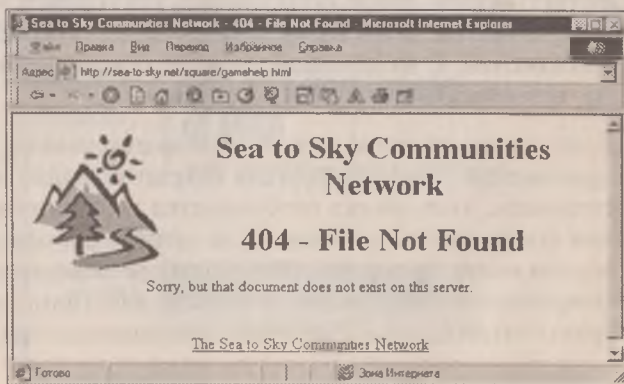 Sea to Sky Communities Network - 404 - File Not Found - Microsoft Internet Explorer
Файл Правка Вид Переход Избранное Справка
Адрес http://sea-to-sky.net/square/gamehelp.html
Sea to Sky Communities
Network
404 - File Not Found
Sorry, but that document does not exist on this server.
The Sea to Sky Communities Network
Готово
Зона Интернета